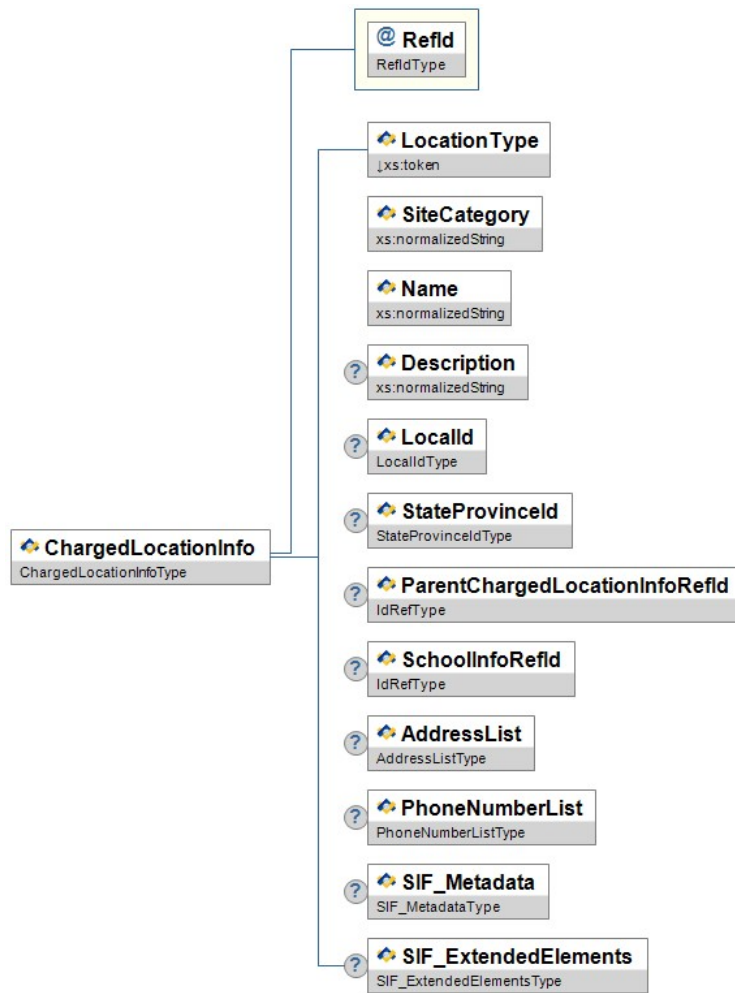 @ RefId
RefIdType
LocationType
↓xs:token
SiteCategory
xs:normalizedString
Name
xs:normalizedString
? Description
xs:normalizedString
? LocalId
LocalIdType
? StateProvinceId
StateProvinceIdType
ChargedLocationInfo
ChargedLocationInfoType
? ParentChargedLocationInfoRefId
IdRefType
? SchoolInfoRefId
IdRefType
? AddressList
AddressListType
? PhoneNumberList
PhoneNumberListType
? SIF_Metadata
SIF_MetadataType
? SIF_ExtendedElements
SIF_ExtendedElementsType